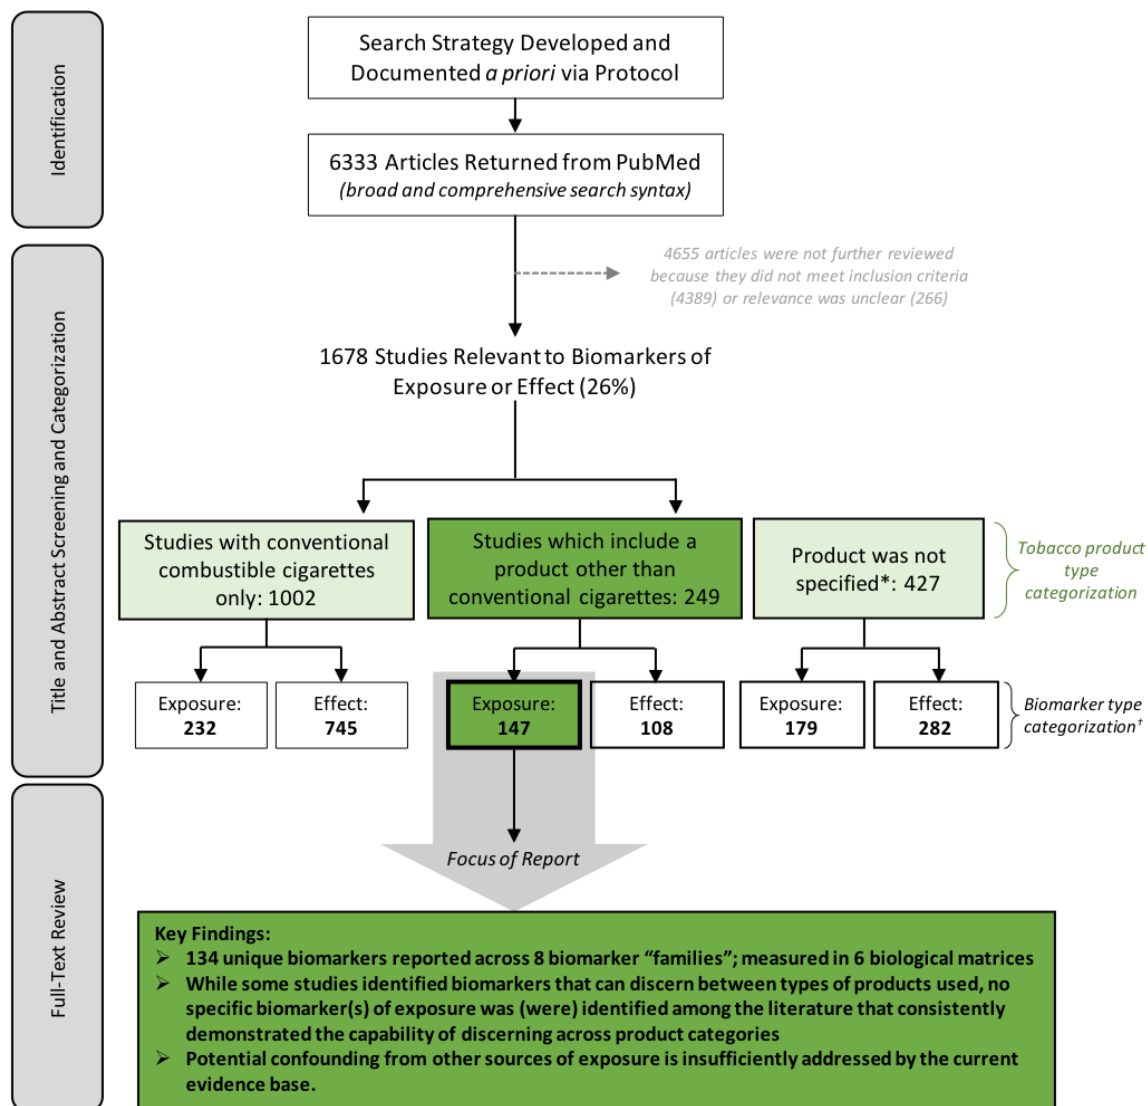 Identification
Search Strategy Developed and
Documented a priori via Protocol
6333 Articles Returned from PubMed
(broad and comprehensive search syntax)
Title and Abstract Screening and Categorization
4655 articles were not further reviewed
because they did not meet inclusion criteria
(4389) or relevance was unclear (266)
1678 Studies Relevant to Biomarkers of
Exposure or Effect (26%)
Studies with conventional
combustible cigarettes
only: 1002
Studies which include a
product other than
conventional cigarettes: 249
Product was not
specified*: 427
Tobacco product
type
categorization
Exposure:
232
Effect:
745
Exposure:
147
Effect:
108
Exposure:
179
Effect:
282
Biomarker type
categorization†
Focus of Report
Full-Text Review
Key Findings:
➢ 134 unique biomarkers reported across 8 biomarker “families”; measured in 6 biological matrices
➢ While some studies identified biomarkers that can discern between types of products used, no
specific biomarker(s) of exposure was (were) identified among the literature that consistently
demonstrated the capability of discerning across product categories
➢ Potential confounding from other sources of exposure is insufficiently addressed by the current
evidence base.